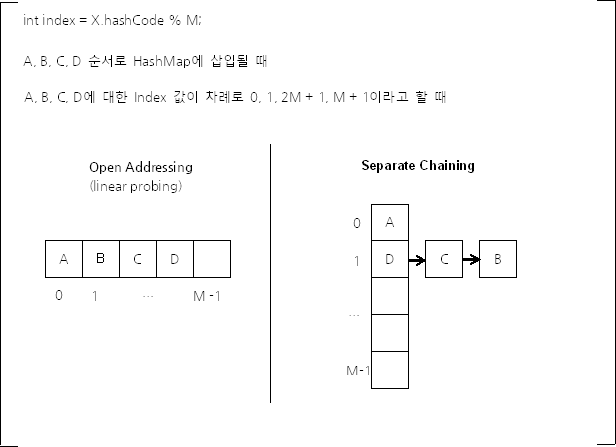 int index = X.hashCode % M;
A, B, C, D 순서로 HashMap에 삽입될 때
A, B, C, D에 대한 Index 값이 차례로 0, 1, 2M + 1, M + 1이라고 할 때
Open Addressing
(linear probing)
A B C D
0 1 ... M -1
Separate Chaining
0 A
1 D C B
...
M-1